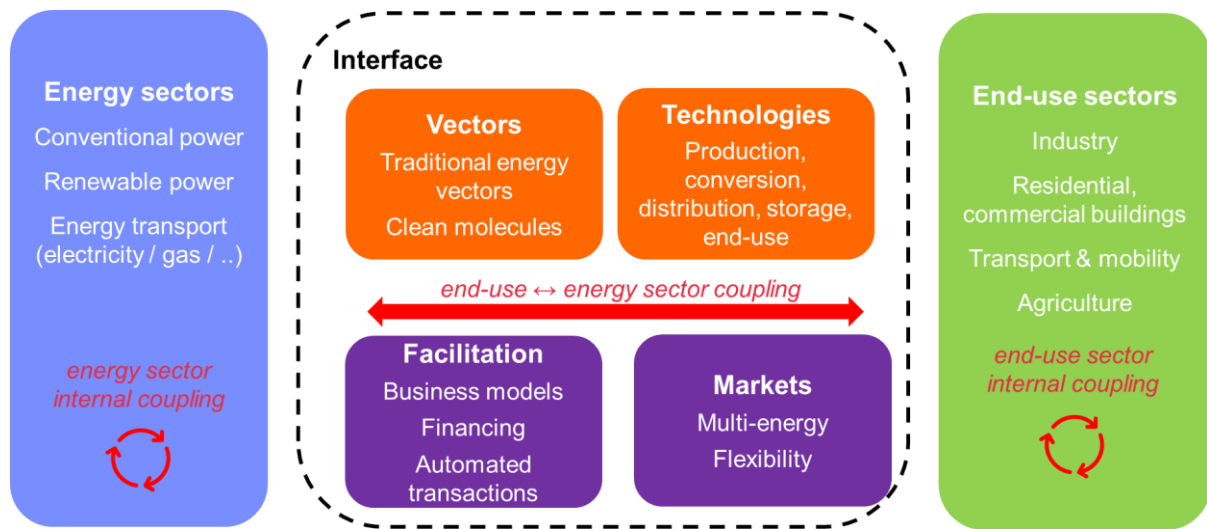 Energy sectors
Conventional power
Renewable power
Energy transport
(electricity / gas / ..)
energy sector
internal coupling
Interface
Vectors
Traditional energy
vectors
Clean molecules
Technologies
Production,
conversion,
distribution, storage,
end-use
end-use ↔ energy sector coupling
Facilitation
Business models
Financing
Automated
transactions
Markets
Multi-energy
Flexibility
End-use sectors
Industry
Residential,
commercial buildings
Transport & mobility
Agriculture
end-use sector
internal coupling